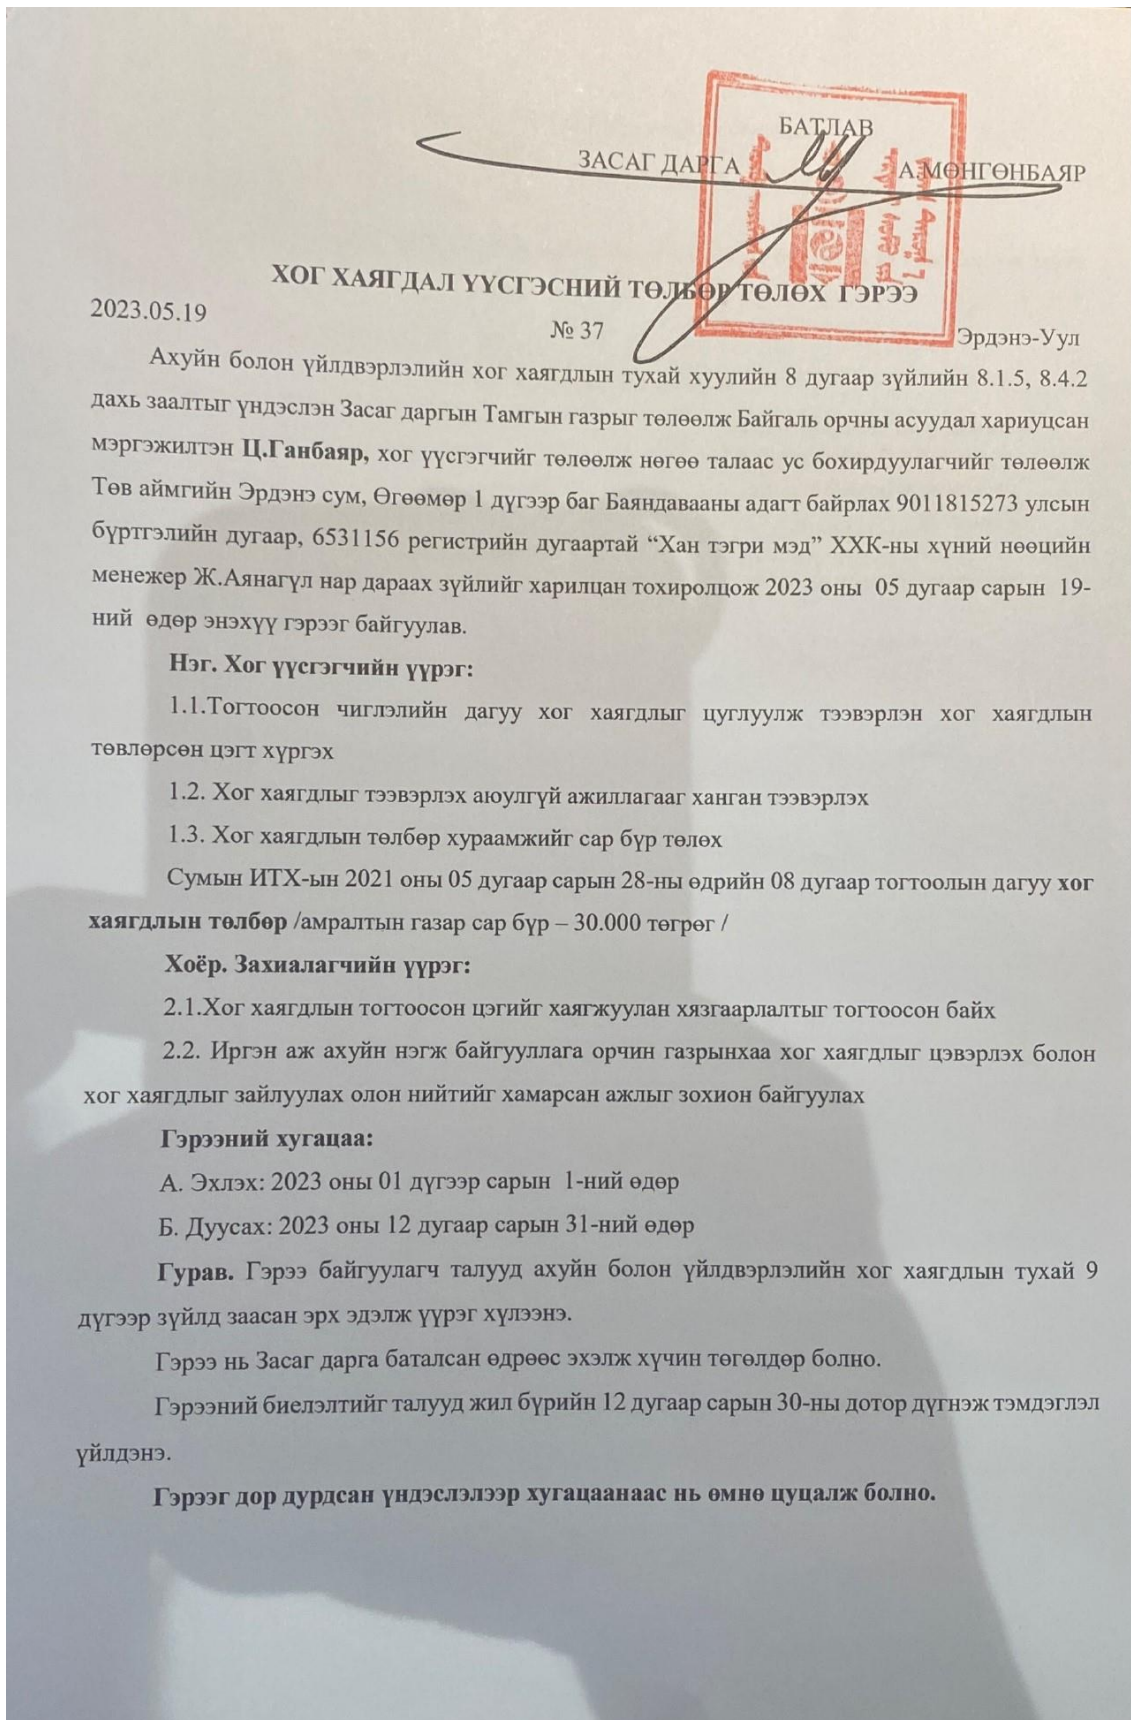 БАТЛАВ
ЗАСАГ ДАРГА А.МӨНГӨНБАЯР
ХОГ ХАЯГДАЛ ҮҮСГЭСНИЙ ТӨЛБӨР ТӨЛӨХ ГЭРЭЭ
2023.05.19 № 37 Эрдэнэ-Уул
Ахуйн болон үйлдвэрлэлийн хог хаягдлын тухай хуулийн 8 дугаар зүйлийн 8.1.5, 8.4.2
дахь заалтыг үндэслэн Засаг даргын Тамгын газрыг төлөөлж Байгаль орчны асуудал хариуцсан
мэргэжилтэн Ц.Ганбаяр, хог үүсгэгчийг төлөөлж нөгөө талаас ус бохирдуулагчийг төлөөлж
Төв аймгийн Эрдэнэ сум, Өгөөмөр 1 дүгээр баг Баяндавааны адагт байрлах 9011815273 улсын
бүртгэлийн дугаар, 6531156 регистрийн дугаартай “Хан тэгри мэд” ХХК-ны хүний нөөцийн
менежер Ж.Аянагүл нар дараах зүйлийг харилцан тохиролцож 2023 оны 05 дугаар сарын 19-
ний өдөр энэхүү гэрээг байгуулав.
Нэг. Хог үүсгэгчийн үүрэг:
1.1.Тогтоосон чиглэлийн дагуу хог хаягдлыг цуглуулж тээвэрлэн хог хаягдлын
төвлөрсөн цэгт хүргэх
1.2. Хог хаягдлыг тээвэрлэх аюулгүй ажиллагааг ханган тээвэрлэх
1.3. Хог хаягдлын төлбөр хураамжийг сар бүр төлөх
Сумын ИТХ-ын 2021 оны 05 дугаар сарын 28-ны өдрийн 08 дугаар тогтоолын дагуу хог
хаягдлын төлбөр /амралтын газар сар бүр – 30.000 төгрөг /
Хоёр. Захиалагчийн үүрэг:
2.1.Хог хаягдлын тогтоосон цэгийг хаягжуулан хязгаарлалтыг тогтоосон байх
2.2. Иргэн аж ахуйн нэгж байгууллага орчин газрынхаа хог хаягдлыг цэвэрлэх болон
хог хаягдлыг зайлуулах олон нийтийг хамарсан ажлыг зохион байгуулах
Гэрээний хугацаа:
А. Эхлэх: 2023 оны 01 дүгээр сарын 1-ний өдөр
Б. Дуусах: 2023 оны 12 дугаар сарын 31-ний өдөр
Гурав. Гэрээ байгуулагч талууд ахуйн болон үйлдвэрлэлийн хог хаягдлын тухай 9
дүгээр зүйлд заасан эрх эдэлж үүрэг хүлээнэ.
Гэрээ нь Засаг дарга баталсан өдрөөс эхэлж хүчин төгөлдөр болно.
Гэрээний биелэлтийг талууд жил бүрийн 12 дугаар сарын 30-ны дотор дүгнэж тэмдэглэл
үйлдэнэ.
Гэрээг дор дурдсан үндэслэлээр хугацаанаас нь өмнө цуцалж болно.